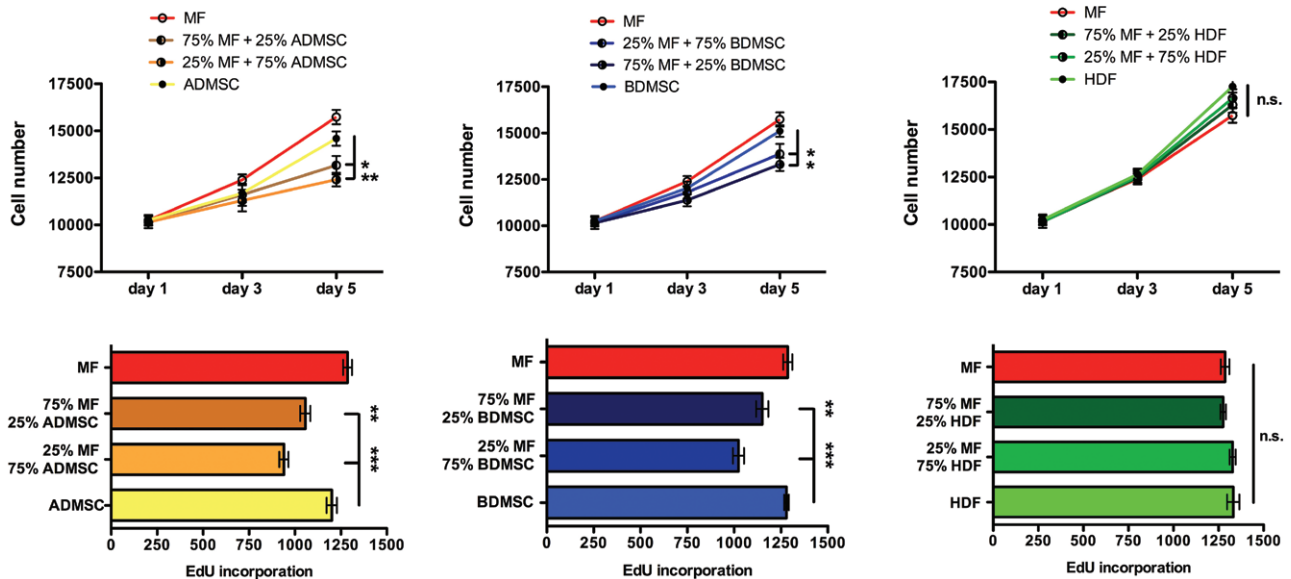 MF
75% MF + 25% ADMSC
25% MF + 75% ADMSC
ADMSC
Cell number
17500
15000
12500
10000
7500
*
**
day 1 day 3 day 5
MF
25% MF + 75% BDMSC
75% MF + 25% BDMSC
BDMSC
Cell number
17500
15000
12500
10000
7500
*
*
day 1 day 3 day 5
MF
75% MF + 25% HDF
25% MF + 75% HDF
HDF
Cell number
17500
15000
12500
10000
7500
n.s.
day 1 day 3 day 5
MF
75% MF
25% ADMSC
25% MF
75% ADMSC
ADMSC
**
***
0 250 500 750 1000 1250 1500
EdU incorporation
MF
75% MF
25% BDMSC
25% MF
75% BDMSC
BDMSC
**
***
0 250 500 750 1000 1250 1500
EdU incorporation
MF
75% MF
25% HDF
25% MF
75% HDF
HDF
n.s.
0 250 500 750 1000 1250 1500
EdU incorporation